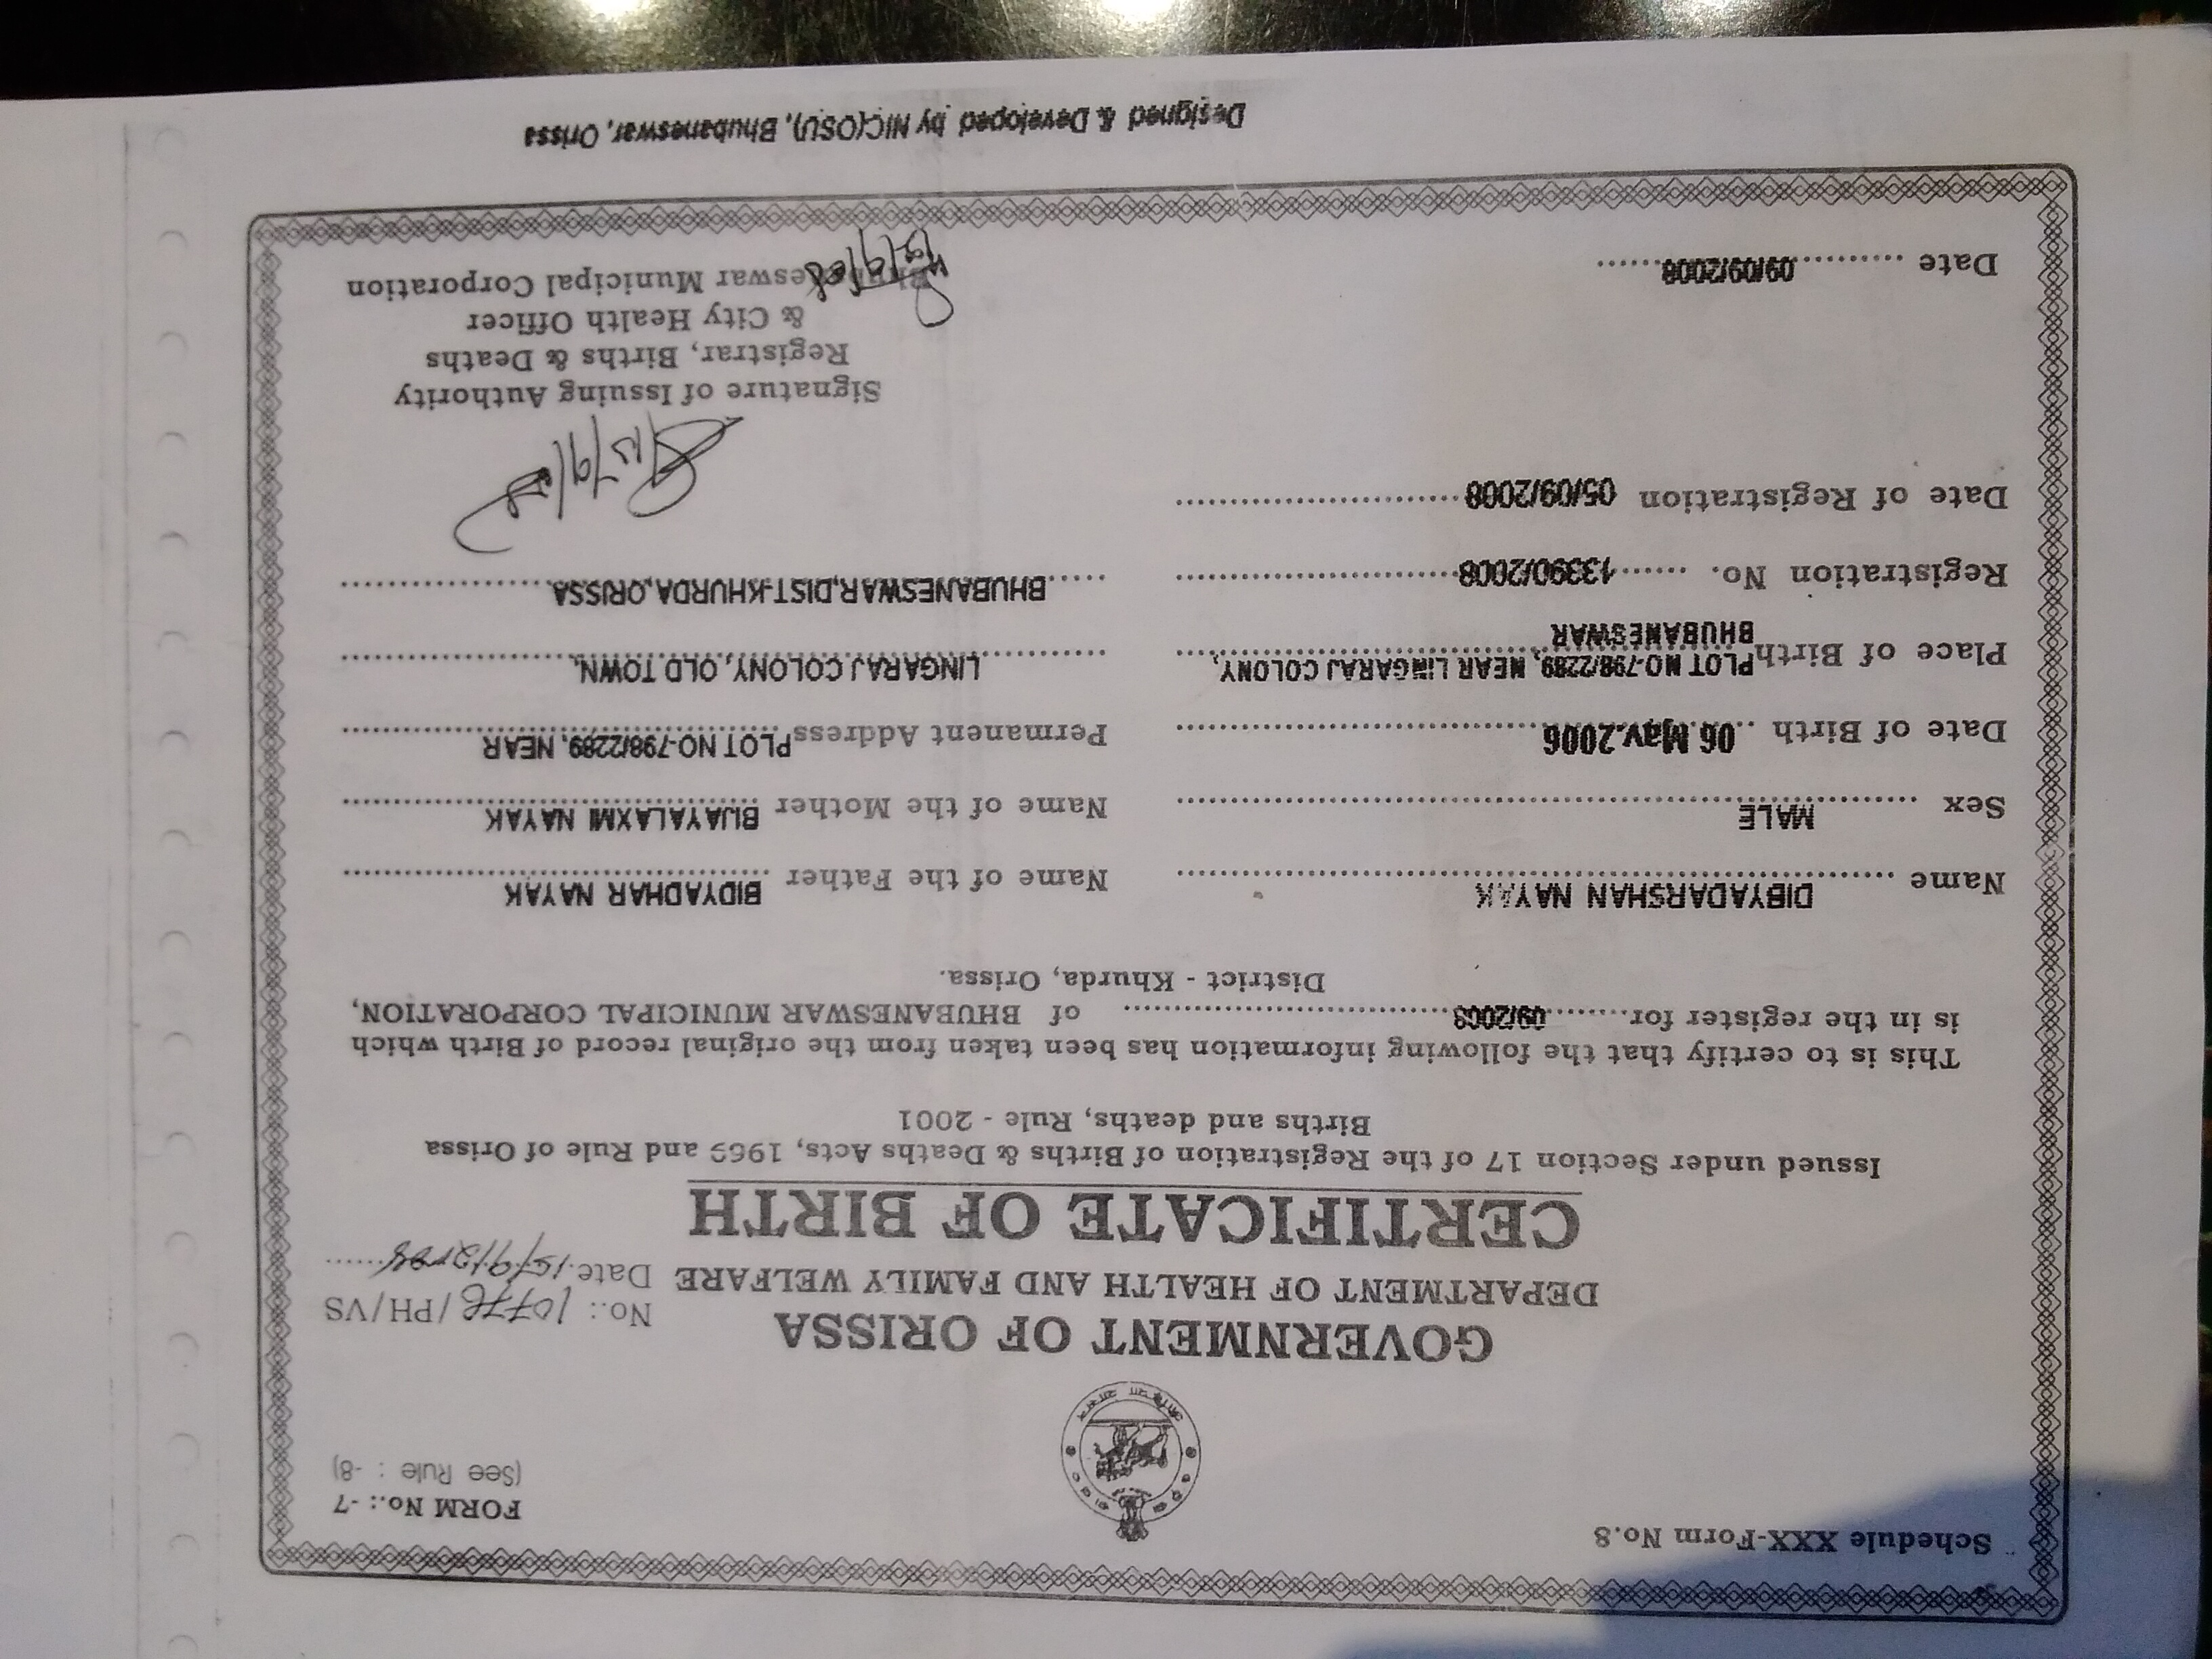 Schedule XXX-Form No.8
FORM No.: -7
(See Rule : -8)
GOVERNMENT OF ORISSA
DEPARTMENT OF HEALTH AND FAMILY WELFARE
No.: 10776/PH/VS
Date 15/9/2008
CERTIFICATE OF BIRTH
Issued under Section 17 of the Registration of Births & Deaths Acts, 1969 and Rule of Orissa
Births and deaths, Rule - 2001
This is to certify that the following information has been taken from the original record of Birth which
is in the register for 09/2008 of BHUBANESWAR MUNICIPAL CORPORATION,
District - Khurda, Orissa.
Name DIBYADARSHAN NAYAK
Name of the Father BIDYADHAR NAYAK
Sex MALE
Name of the Mother BIJAYALAXMI NAYAK
Date of Birth 06 May.2006
Permanent Address PLOT NO-798/2289, NEAR
Place of Birth PLOT NO-798/2289, NEAR LINGARAJ COLONY,
BHUBANESWAR
LINGARAJ COLONY, OLD TOWN,
Registration No. 13390/2008
BHUBANESWAR,DIST-KHURDA,ORISSA
Date of Registration 05/09/2008
Signature of Issuing Authority
Registrar, Births & Deaths
& City Health Officer
Bhubaneswar Municipal Corporation
Date 09/09/2008
Designed & Developed by NIC(OSU), Bhubaneswar, Orissa